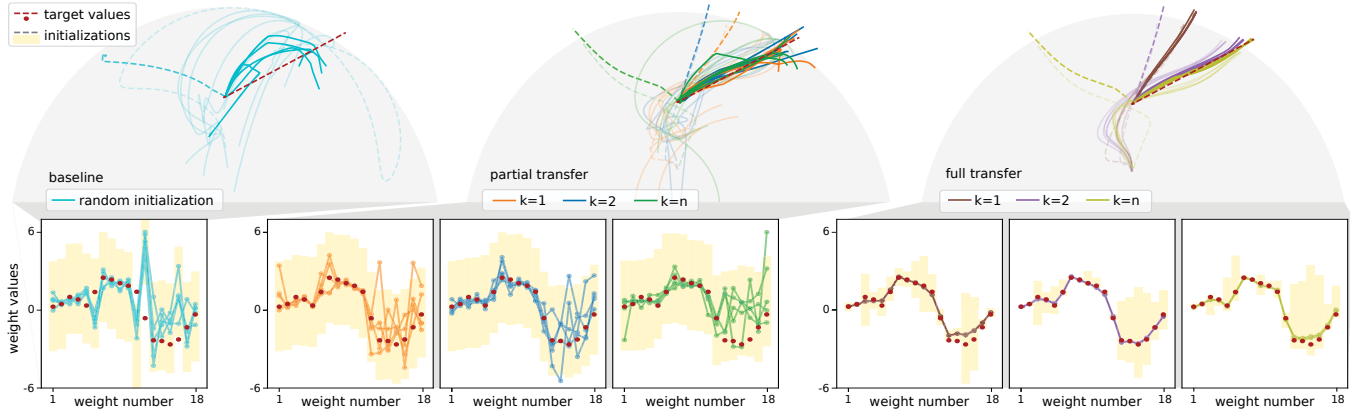 target values
initializations
baseline
random initialization
partial transfer
k=1 k=2 k=n
full transfer
k=1 k=2 k=n
weight values
6
0
-6
1 18
weight number
6
0
-6
1 18
weight number
1 18
weight number
1 18
weight number
6
0
-6
1 18
weight number
1 18
weight number
1 18
weight number